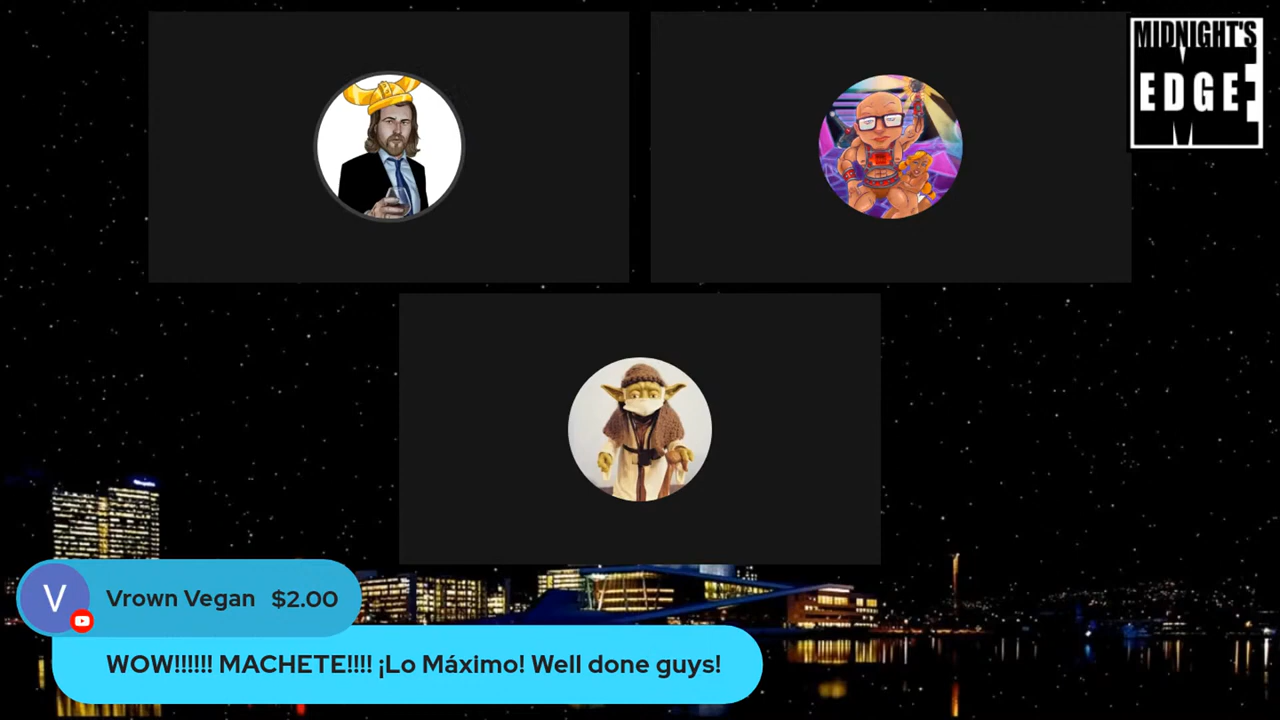 MIDNIGHT'S
EDGE
V
Vrown Vegan $2.00
WOW!!!!!! MACHETE!!!! ¡Lo Máximo! Well done guys!